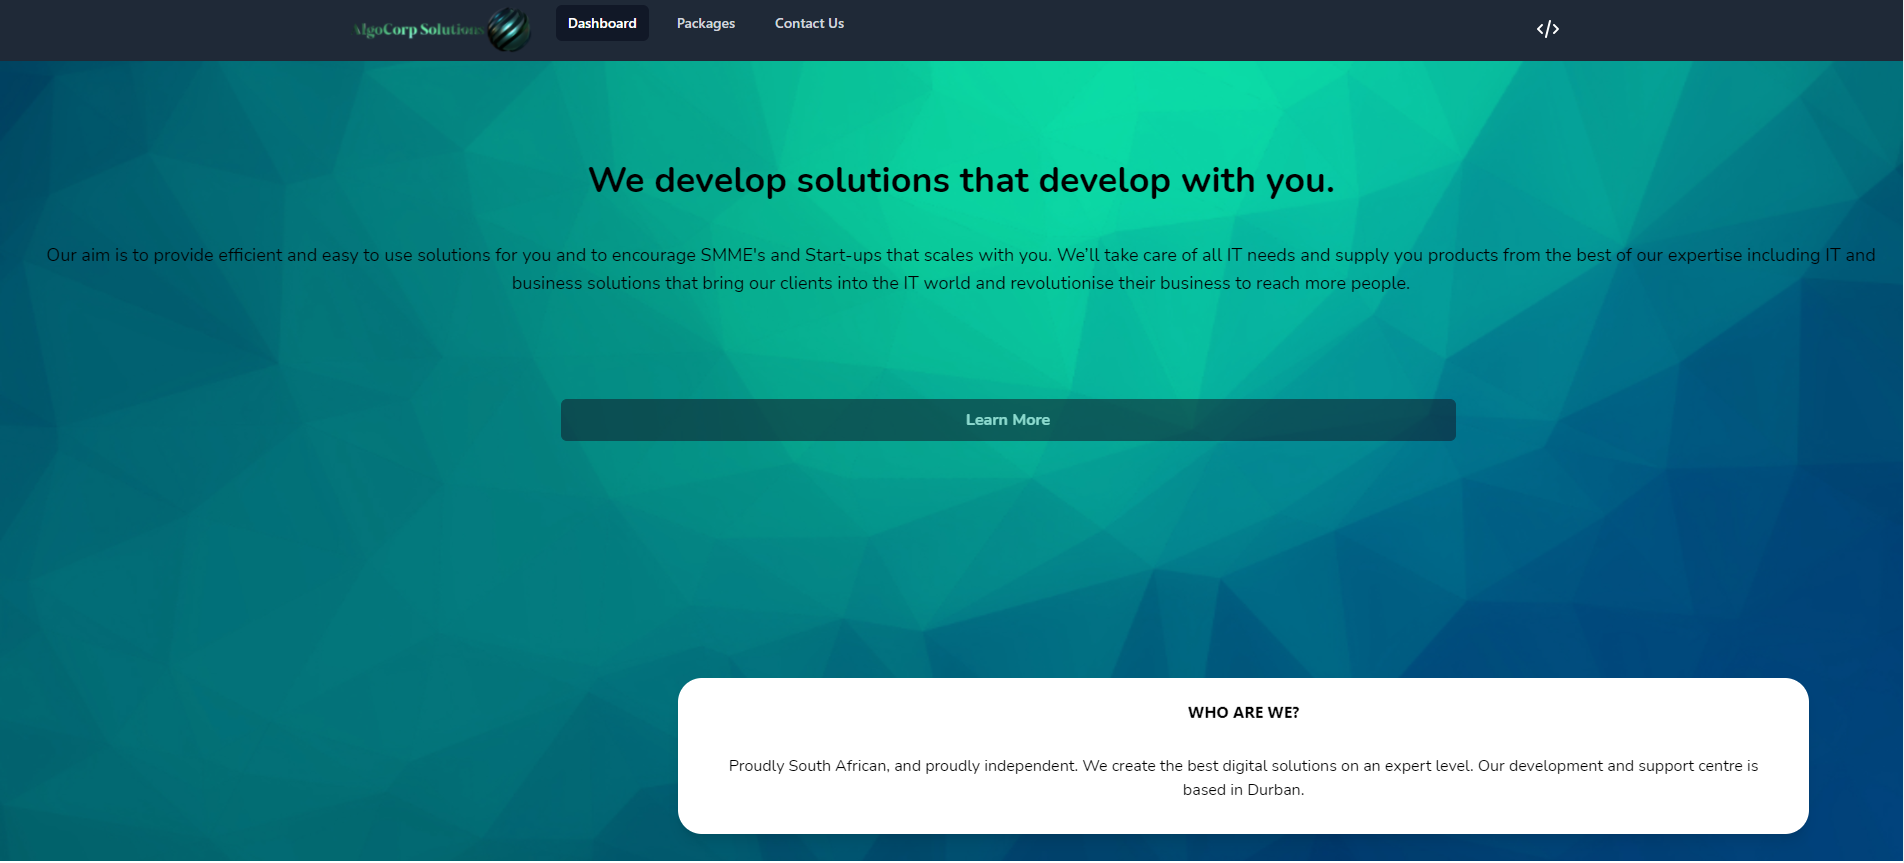 AlgoCorp Solutions
Dashboard
Packages
Contact Us
</>
We develop solutions that develop with you.
Our aim is to provide efficient and easy to use solutions for you and to encourage SMME's and Start-ups that scales with you. We'll take care of all IT needs and supply you products from the best of our expertise including IT and
business solutions that bring our clients into the IT world and revolutionise their business to reach more people.
Learn More
WHO ARE WE?
Proudly South African, and proudly independent. We create the best digital solutions on an expert level. Our development and support centre is
based in Durban.